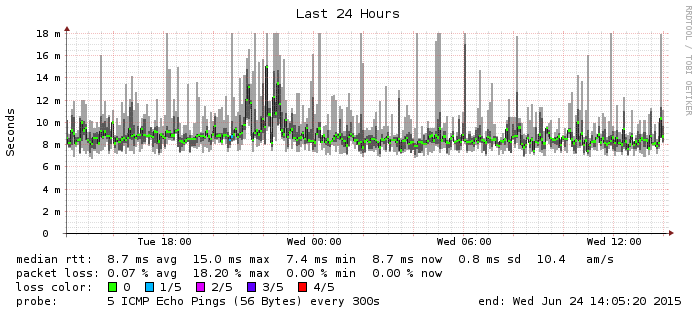 Last 24 Hours
RRDTOOL / TOBI OETIKER
Seconds
18 m
16 m
14 m
12 m
10 m
8 m
6 m
4 m
2 m
0
Tue 18:00 Wed 00:00 Wed 06:00 Wed 12:00
median rtt: 8.7 ms avg 15.0 ms max 7.4 ms min 8.7 ms now 0.8 ms sd 10.4 am/s
packet loss: 0.07 % avg 18.20 % max 0.00 % min 0.00 % now
loss color: 0 1/5 2/5 3/5 4/5
probe: 5 ICMP Echo Pings (56 Bytes) every 300s end: Wed Jun 24 14:05:20 2015